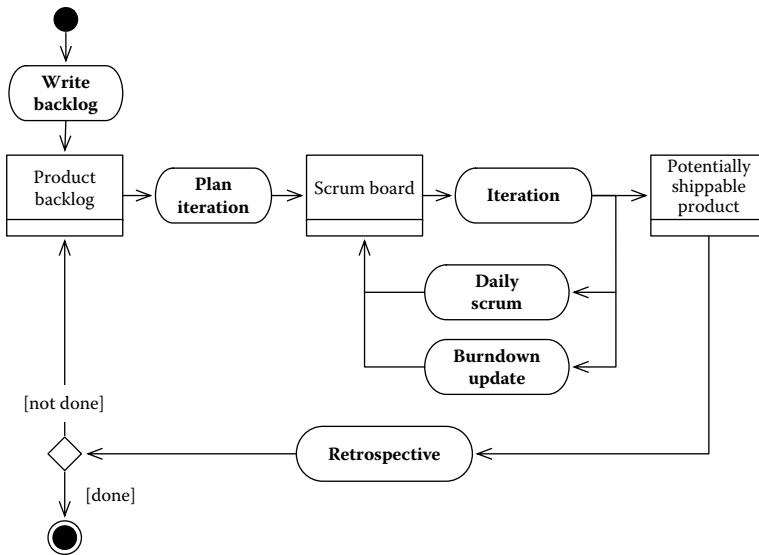 Write
backlog
Product
backlog
Plan
iteration
Scrum board
Iteration
Potentially
shippable
product
Daily
scrum
Burndown
update
[not done]
Retrospective
[done]